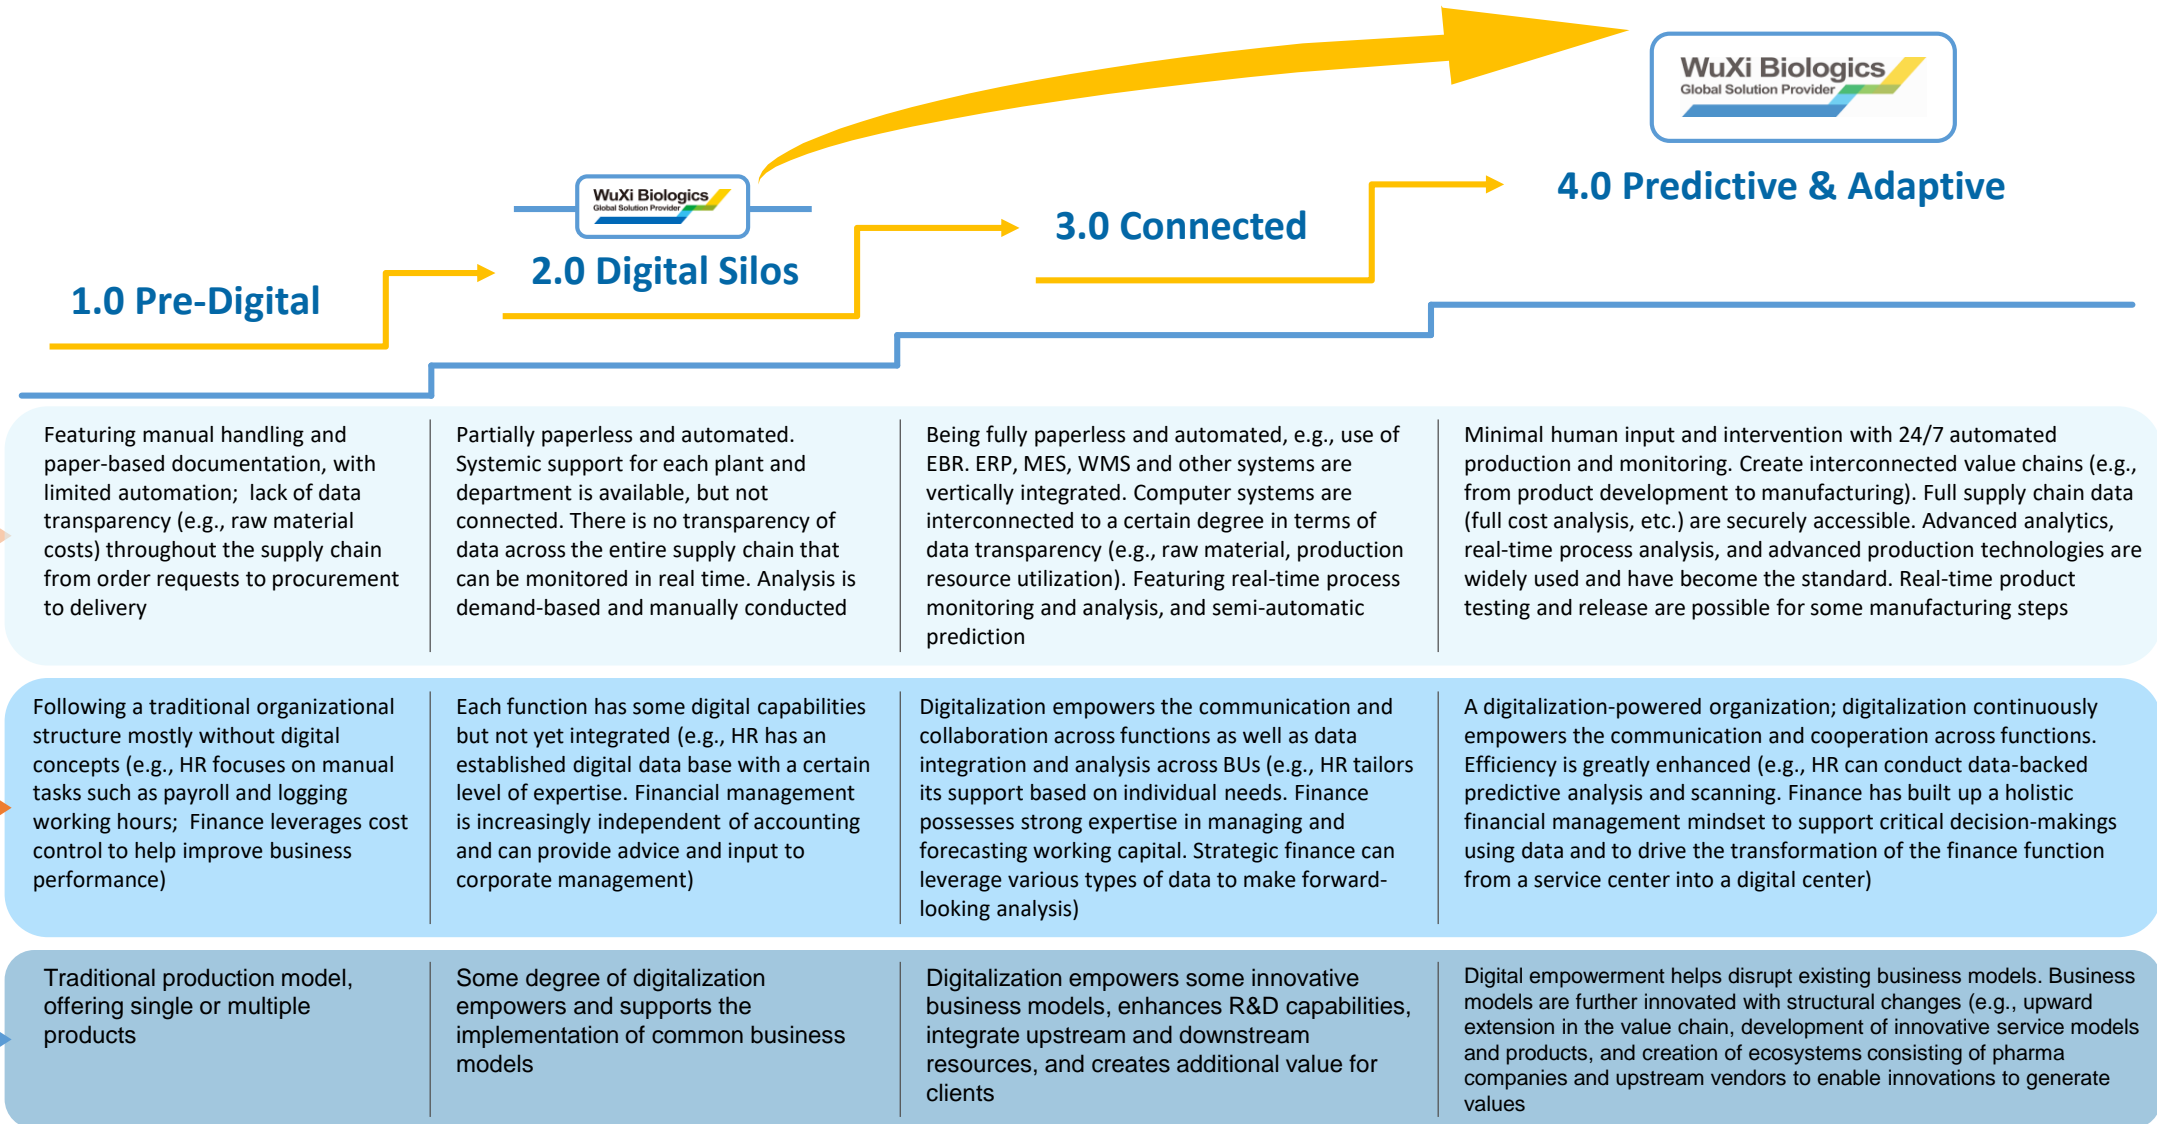 WuXi Biologics
Global Solution Provider
WuXi Biologics
Global Solution Provider
4.0 Predictive & Adaptive
3.0 Connected
2.0 Digital Silos
1.0 Pre-Digital
Featuring manual handling and
paper-based documentation, with
limited automation; lack of data
transparency (e.g., raw material
costs) throughout the supply chain
from order requests to procurement
to delivery
Partially paperless and automated.
Systemic support for each plant and
department is available, but not
connected. There is no transparency of
data across the entire supply chain that
can be monitored in real time. Analysis is
demand-based and manually conducted
Being fully paperless and automated, e.g., use of
EBR. ERP, MES, WMS and other systems are
vertically integrated. Computer systems are
interconnected to a certain degree in terms of
data transparency (e.g., raw material, production
resource utilization). Featuring real-time process
monitoring and analysis, and semi-automatic
prediction
Minimal human input and intervention with 24/7 automated
production and monitoring. Create interconnected value chains (e.g.,
from product development to manufacturing). Full supply chain data
(full cost analysis, etc.) are securely accessible. Advanced analytics,
real-time process analysis, and advanced production technologies are
widely used and have become the standard. Real-time product
testing and release are possible for some manufacturing steps
Following a traditional organizational
structure mostly without digital
concepts (e.g., HR focuses on manual
tasks such as payroll and logging
working hours; Finance leverages cost
control to help improve business
performance)
Each function has some digital capabilities
but not yet integrated (e.g., HR has an
established digital data base with a certain
level of expertise. Financial management
is increasingly independent of accounting
and can provide advice and input to
corporate management)
Digitalization empowers the communication and
collaboration across functions as well as data
integration and analysis across BUs (e.g., HR tailors
its support based on individual needs. Finance
possesses strong expertise in managing and
forecasting working capital. Strategic finance can
leverage various types of data to make forward-
looking analysis)
A digitalization-powered organization; digitalization continuously
empowers the communication and cooperation across functions.
Efficiency is greatly enhanced (e.g., HR can conduct data-backed
predictive analysis and scanning. Finance has built up a holistic
financial management mindset to support critical decision-makings
using data and to drive the transformation of the finance function
from a service center into a digital center)
Traditional production model,
offering single or multiple
products
Some degree of digitalization
empowers and supports the
implementation of common business
models
Digitalization empowers some innovative
business models, enhances R&D capabilities,
integrate upstream and downstream
resources, and creates additional value for
clients
Digital empowerment helps disrupt existing business models. Business
models are further innovated with structural changes (e.g., upward
extension in the value chain, development of innovative service models
and products, and creation of ecosystems consisting of pharma
companies and upstream vendors to enable innovations to generate
values